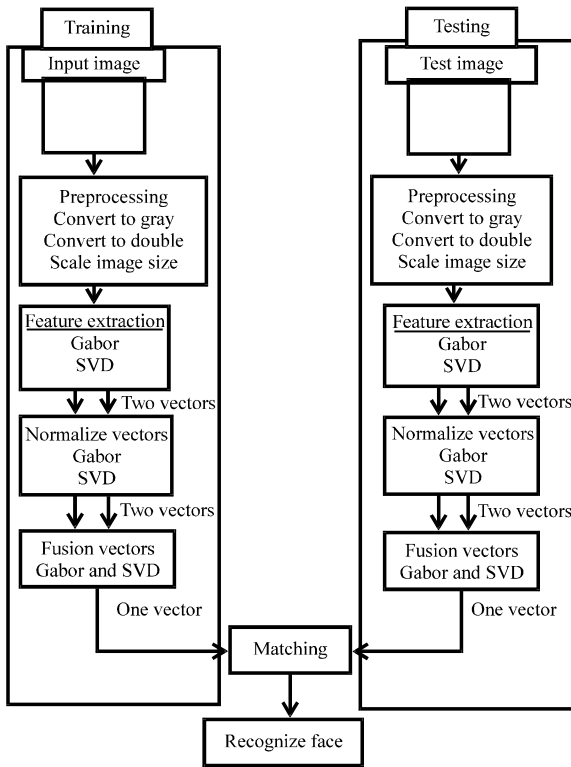 Training
Input image
Preprocessing
Convert to gray
Convert to double
Scale image size
Feature extraction
Gabor
SVD
Two vectors
Normalize vectors
Gabor
SVD
Two vectors
Fusion vectors
Gabor and SVD
One vector
Testing
Test image
Preprocessing
Convert to gray
Convert to double
Scale image size
Feature extraction
Gabor
SVD
Two vectors
Normalize vectors
Gabor
SVD
Two vectors
Fusion vectors
Gabor and SVD
One vector
Matching
Recognize face